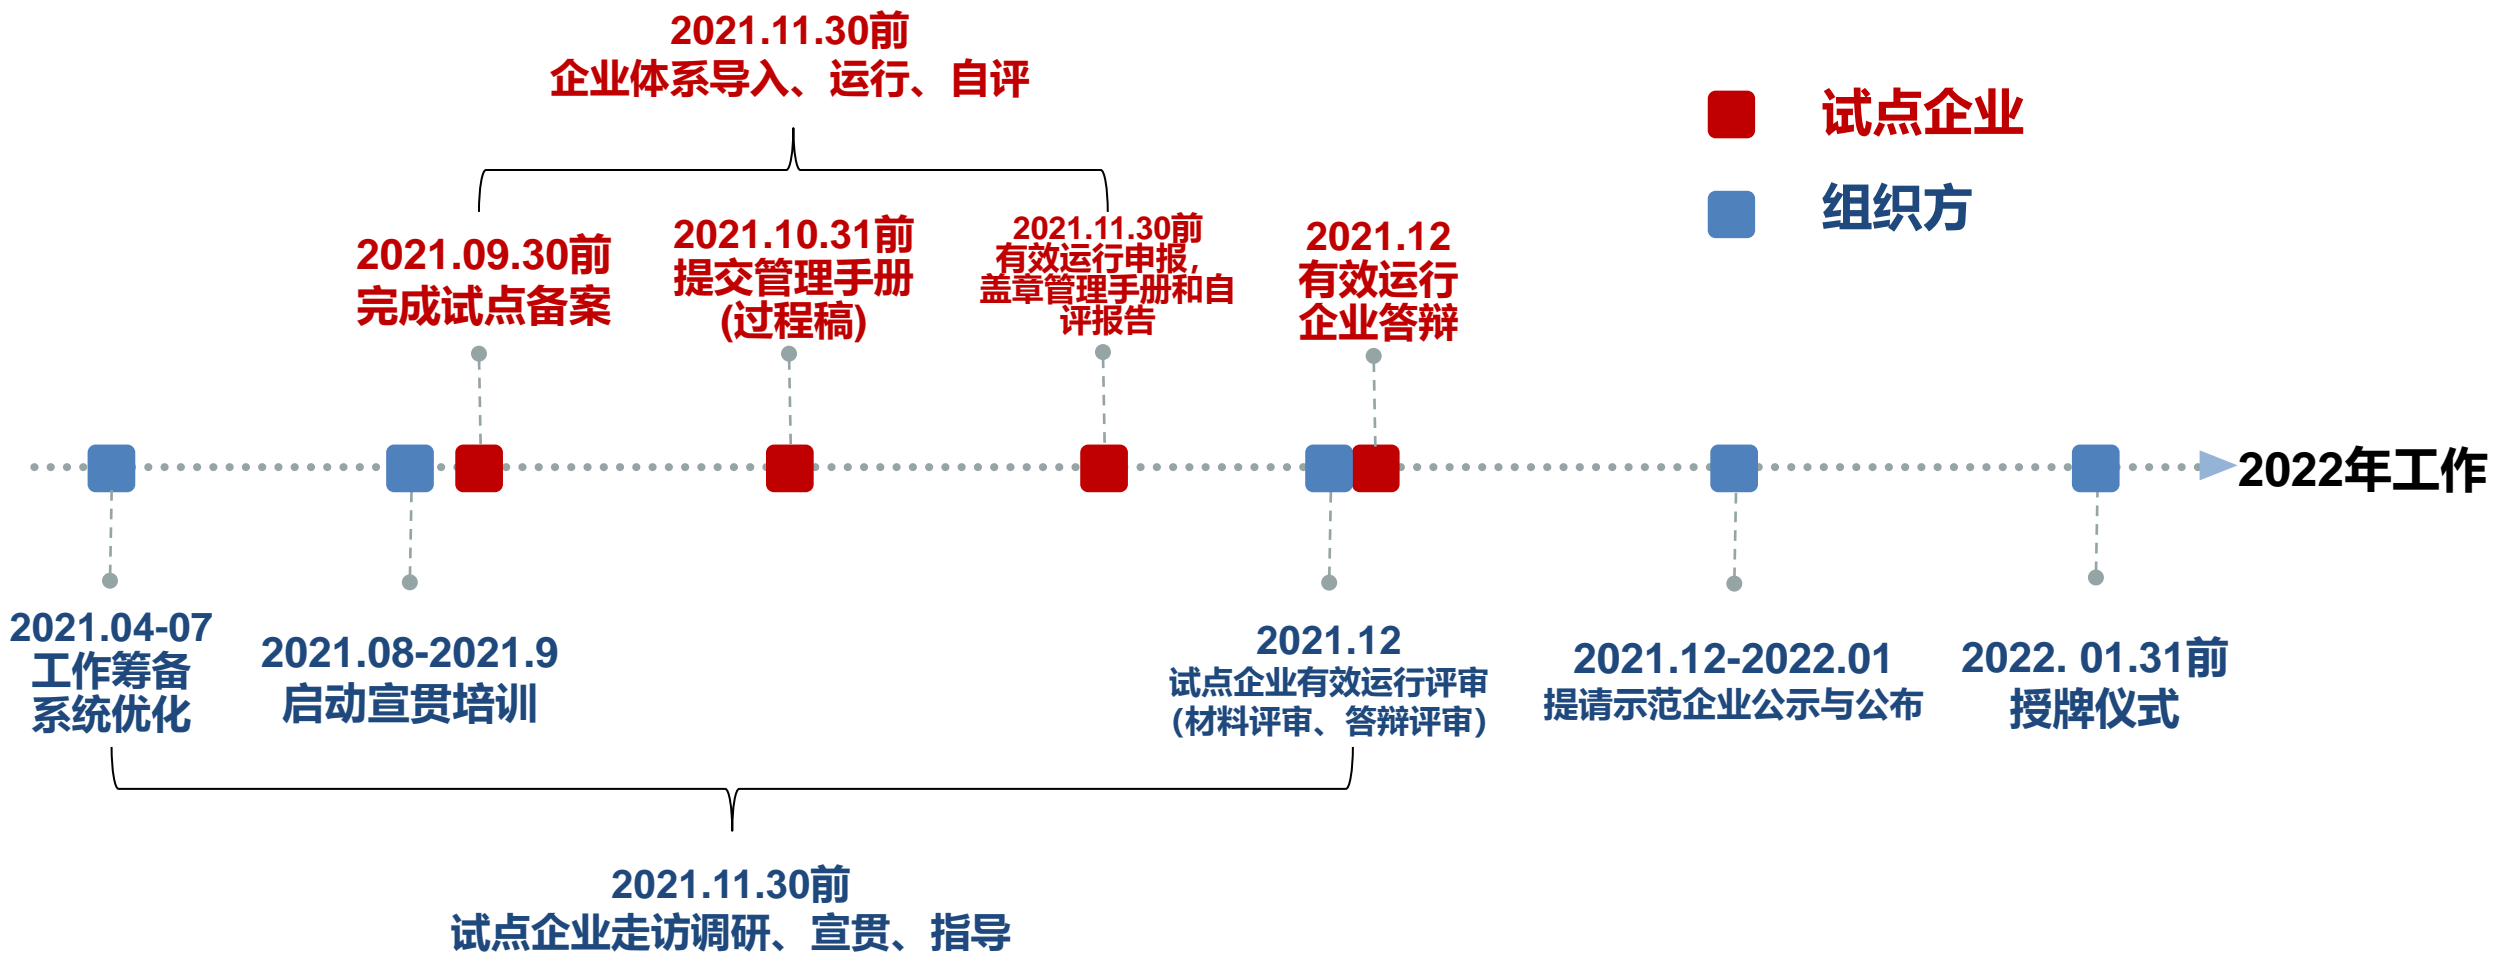 2021.11.30前
企业体系导入、运行、自评
试点企业
组织方
2021.09.30前
完成试点备案
2021.10.31前
提交管理手册
(过程稿)
2021.11.30前
有效运行申报,
盖章管理手册和自
评报告
2021.12
有效运行
企业答辩
2022年工作
2021.04-07
工作筹备
系统优化
2021.08-2021.9
启动宣贯培训
2021.12
试点企业有效运行评审
（材料评审、答辩评审）
2021.12-2022.01
提请示范企业公示与公布
2022. 01.31前
授牌仪式
2021.11.30前
试点企业走访调研、宣贯、指导